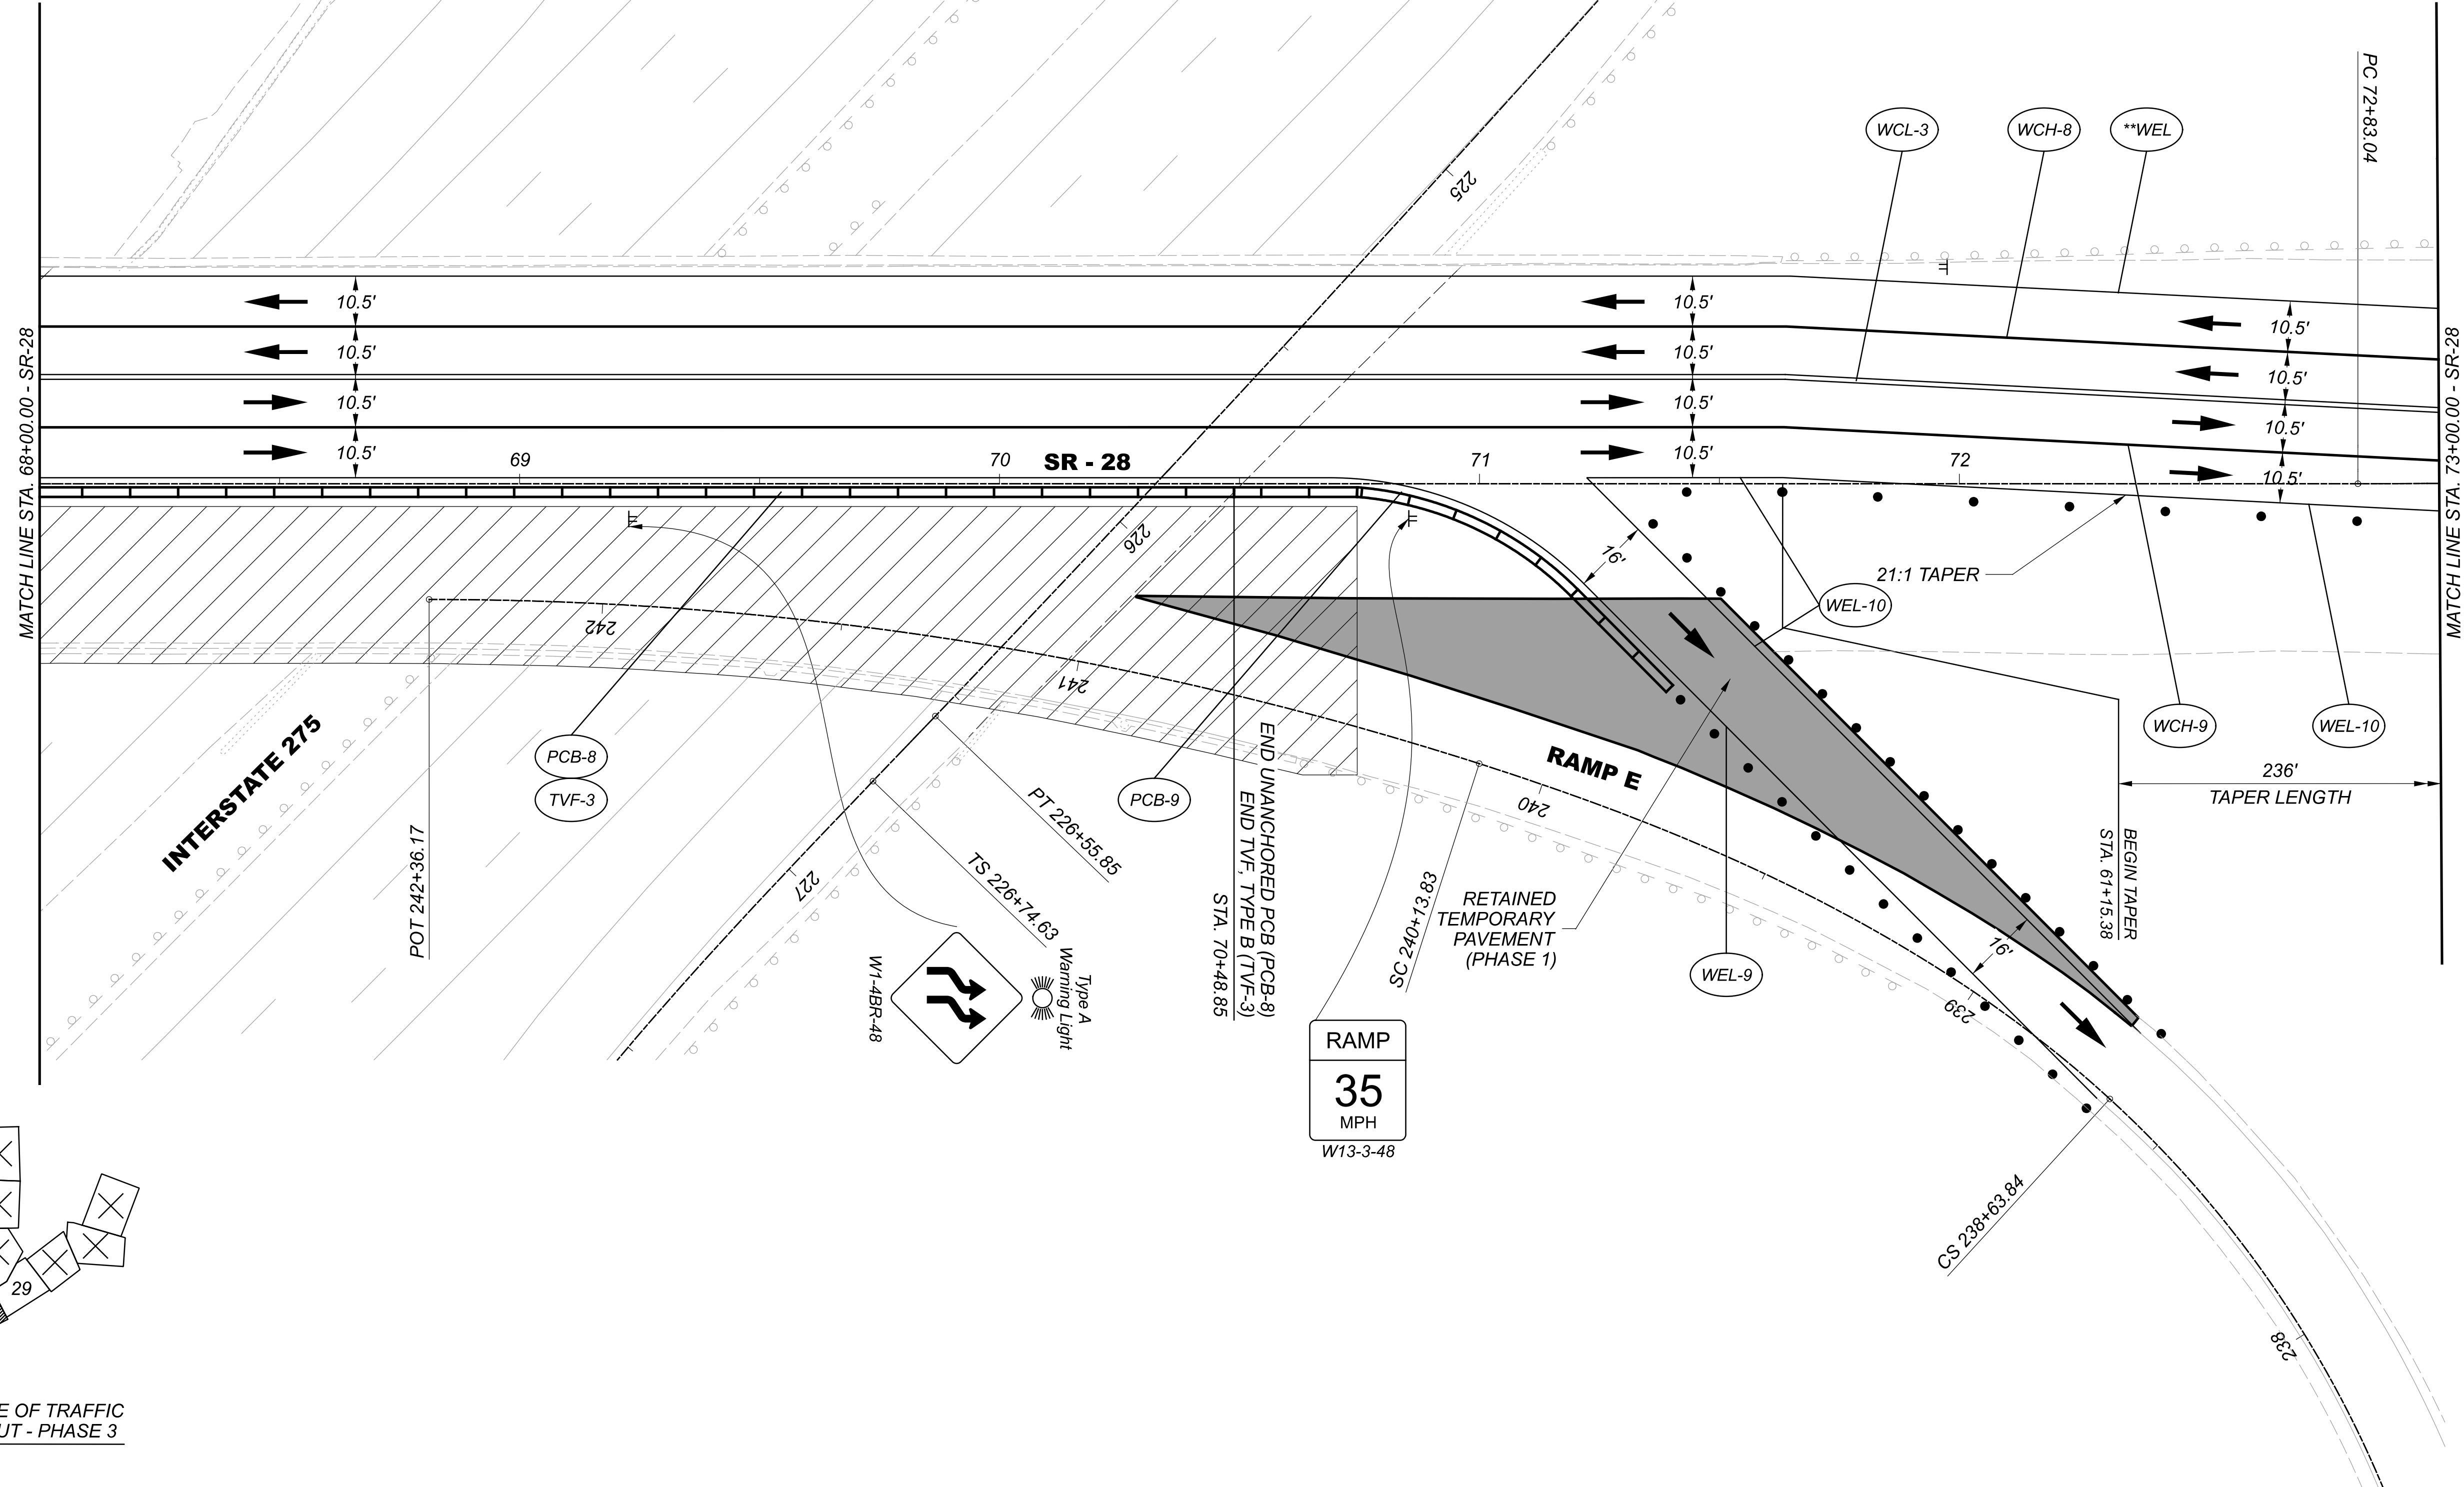 MATCH LINE STA. 68+00.00 - SR-28
MATCH LINE STA. 73+00.00 - SR-28
PC 72+83.04
WCL-3
WCH-8
**WEL
225
10.5'
10.5'
10.5'
10.5'
10.5'
10.5'
10.5'
10.5'
10.5'
10.5'
10.5'
10.5'
69
70
SR - 28
71
72
226
16'
21:1 TAPER
WEL-10
242
241
INTERSTATE 275
PCB-8
TVF-3
PCB-9
WCH-9
WEL-10
236'
TAPER LENGTH
RAMP E
240
POT 242+36.17
PT 226+55.85
TS 226+74.63
227
END UNANCHORED PCB (PCB-8)
END TVF, TYPE B (TVF-3)
STA. 70+48.85
SC 240+13.83
RETAINED
TEMPORARY
PAVEMENT
(PHASE 1)
WEL-9
BEGIN TAPER
STA. 61+15.38
16'
239
W1-4BR-48
Type A
Warning Light
RAMP
35
MPH
W13-3-48
CS 238+63.84
238
29
E OF TRAFFIC
UT - PHASE 3